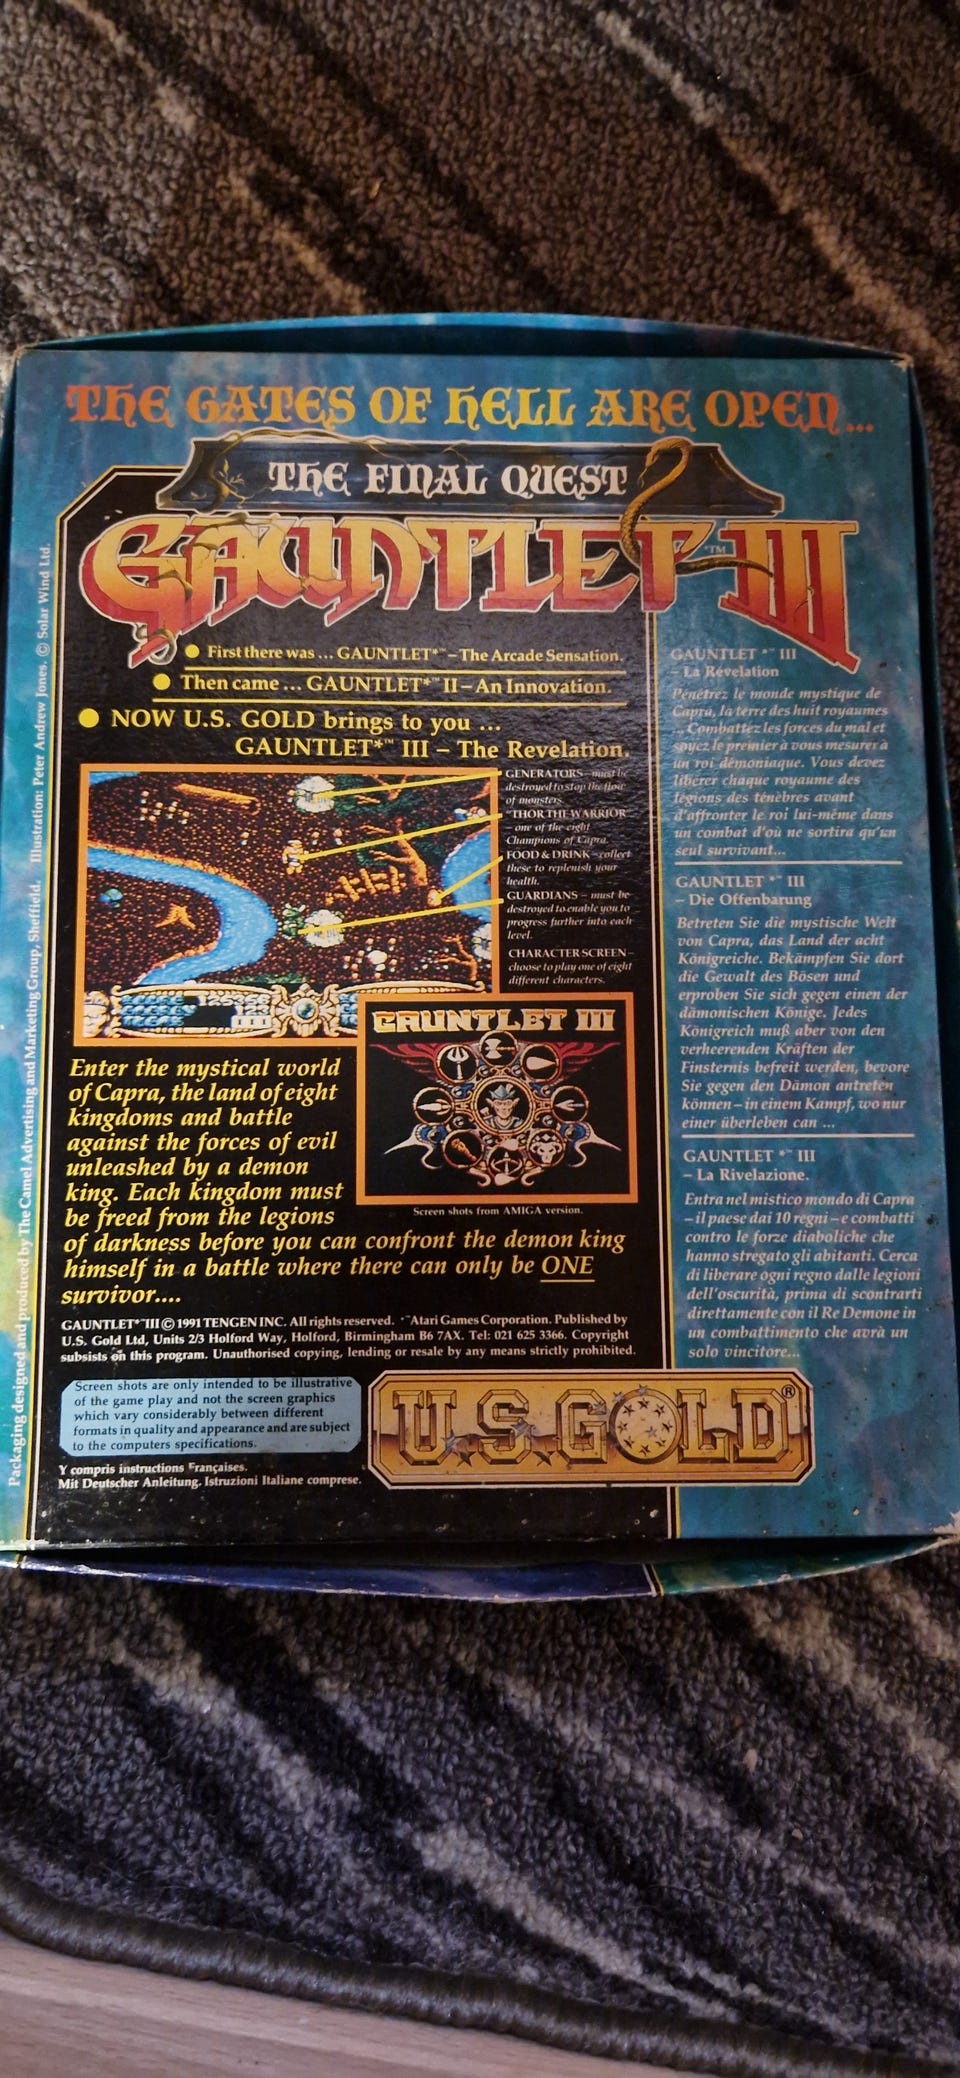 THE GATES OF HELL ARE OPEN...
THE FINAL QUEST
GAUNTLET ™ III
● First there was ... GAUNTLET*™ – The Arcade Sensation.
● Then came ... GAUNTLET*™ II – An Innovation.
● NOW U.S. GOLD brings to you ...
GAUNTLET*™ III – The Revelation.
GENERATORS – must be
destroyed to stop the flow
of monsters.
THOR THE WARRIOR
– one of the eight
Champions of Capra.
FOOD & DRINK – collect
these to replenish your
health.
GUARDIANS – must be
destroyed to enable you to
progress further into each
level.
CHARACTER SCREEN –
choose to play one of eight
different characters.
GAUNTLET III
Screen shots from AMIGA version.
Enter the mystical world
of Capra, the land of eight
kingdoms and battle
against the forces of evil
unleashed by a demon
king. Each kingdom must
be freed from the legions
of darkness before you can confront the demon king
himself in a battle where there can only be ONE
survivor....
GAUNTLET*™III © 1991 TENGEN INC. All rights reserved. *™Atari Games Corporation. Published by
U.S. Gold Ltd, Units 2/3 Holford Way, Holford, Birmingham B6 7AX. Tel: 021 625 3366. Copyright
subsists on this program. Unauthorised copying, lending or resale by any means strictly prohibited.
Screen shots are only intended to be illustrative
of the game play and not the screen graphics
which vary considerably between different
formats in quality and appearance and are subject
to the computers specifications.
Y compris instructions Françaises.
Mit Deutscher Anleitung. Istruzioni Italiane comprese.
U.S. GOLD®
GAUNTLET *™ III
– La Révelation
Pénétrez le monde mystique de
Capra, la terre des huit royaumes
... Combattez les forces du mal et
soyez le premier à vous mesurer à
un roi démoniaque. Vous devez
libérer chaque royaume des
légions des ténèbres avant
d'affronter le roi lui-même dans
un combat d'où ne sortira qu'un
seul survivant...
GAUNTLET *™ III
– Die Offenbarung
Betreten Sie die mystische Welt
von Capra, das Land der acht
Königreiche. Bekämpfen Sie dort
die Gewalt des Bösen und
erproben Sie sich gegen einen der
dämonischen Könige. Jedes
Königreich muß aber von den
verheerenden Kräften der
Finsternis befreit werden, bevore
Sie gegen den Dämon antreten
können – in einem Kampf, wo nur
einer überleben can ...
GAUNTLET *™ III
– La Rivelazione.
Entra nel mistico mondo di Capra
– il paese dai 10 regni – e combatti
contro le forze diaboliche che
hanno stregato gli abitanti. Cerca
di liberare ogni regno dalle legioni
dell'oscurità, prima di scontrarti
direttamente con il Re Demone in
un combattimento che avrà un
solo vincitore...
Packaging designed and produced by The Camel Advertising and Marketing Group, Sheffield. Illustration: Peter Andrew Jones. © Solar Wind Ltd.